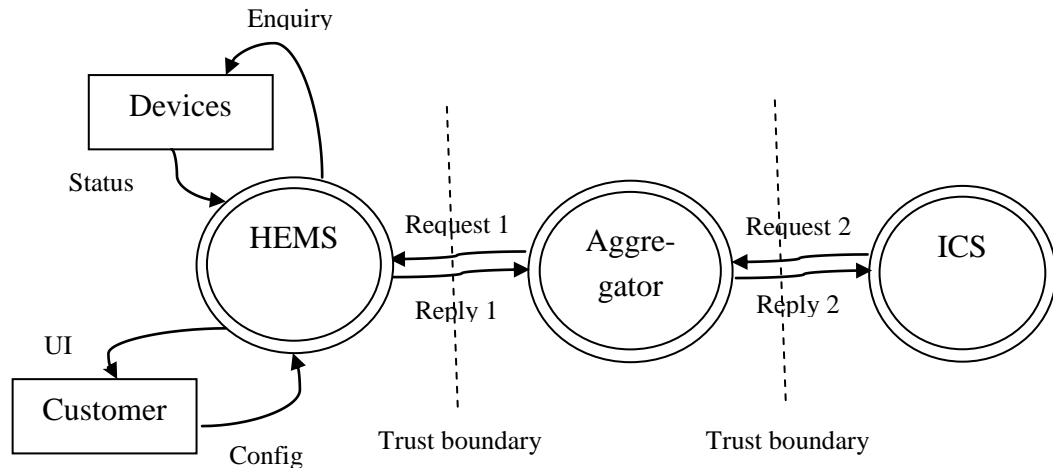 Enquiry
Devices
Status
HEMS
Request 1
Reply 1
Aggre-
gator
Request 2
Reply 2
ICS
UI
Customer
Config
Trust boundary
Trust boundary